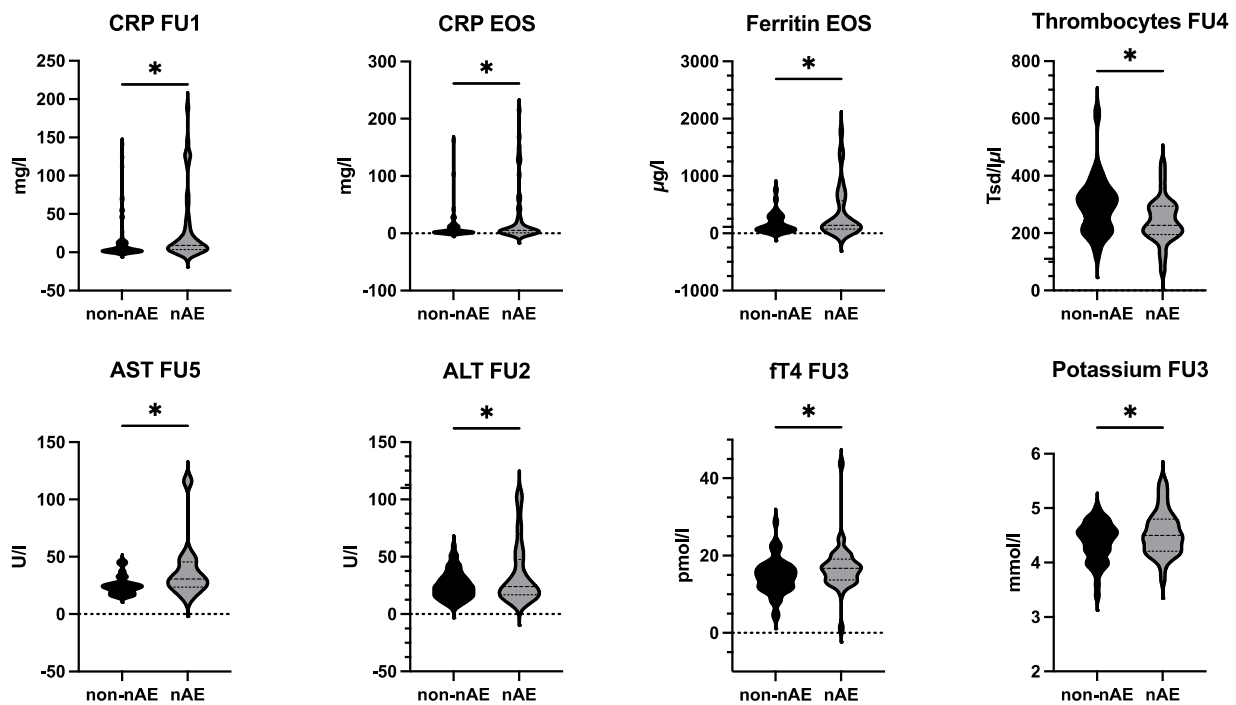 CRP FU1
CRP EOS
Ferritin EOS
Thrombocytes FU4
250
200
150
100
50
0
-50
mg/l
*
non-nAE nAE
300
200
100
0
-100
mg/l
*
non-nAE nAE
3000
2000
1000
0
-1000
µg/l
*
non-nAE nAE
800
600
400
200
0
Tsd/lµl
*
non-nAE nAE
AST FU5
ALT FU2
fT4 FU3
Potassium FU3
150
100
50
0
-50
U/l
*
non-nAE nAE
150
100
50
0
-50
U/l
*
non-nAE nAE
40
20
0
pmol/l
*
non-nAE nAE
6
5
4
3
2
mmol/l
*
non-nAE nAE